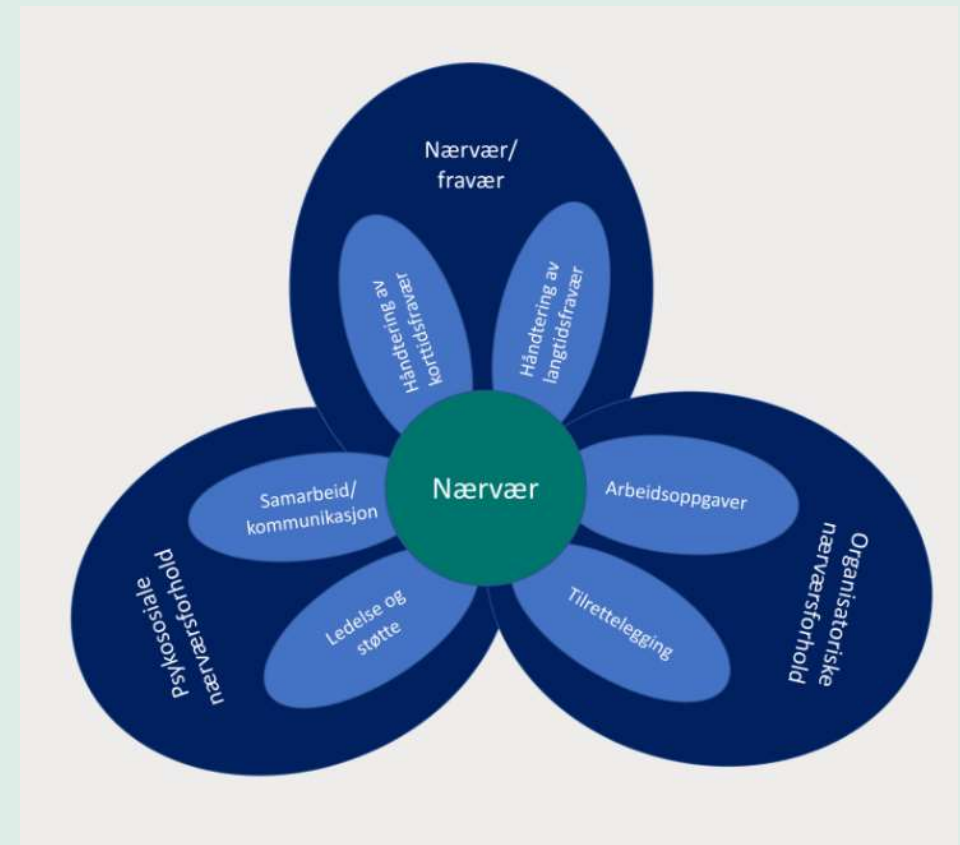 Nærvær/
fravær
Håndtering av
korttidsfravær
Håndtering av
langtidsfravær
Nærvær
Samarbeid/
kommunikasjon
Arbeidsoppgaver
Psykososiale
nærværsforhold
Ledelse og
støtte
Tilrettelegging
Organisatoriske
nærværsforhold